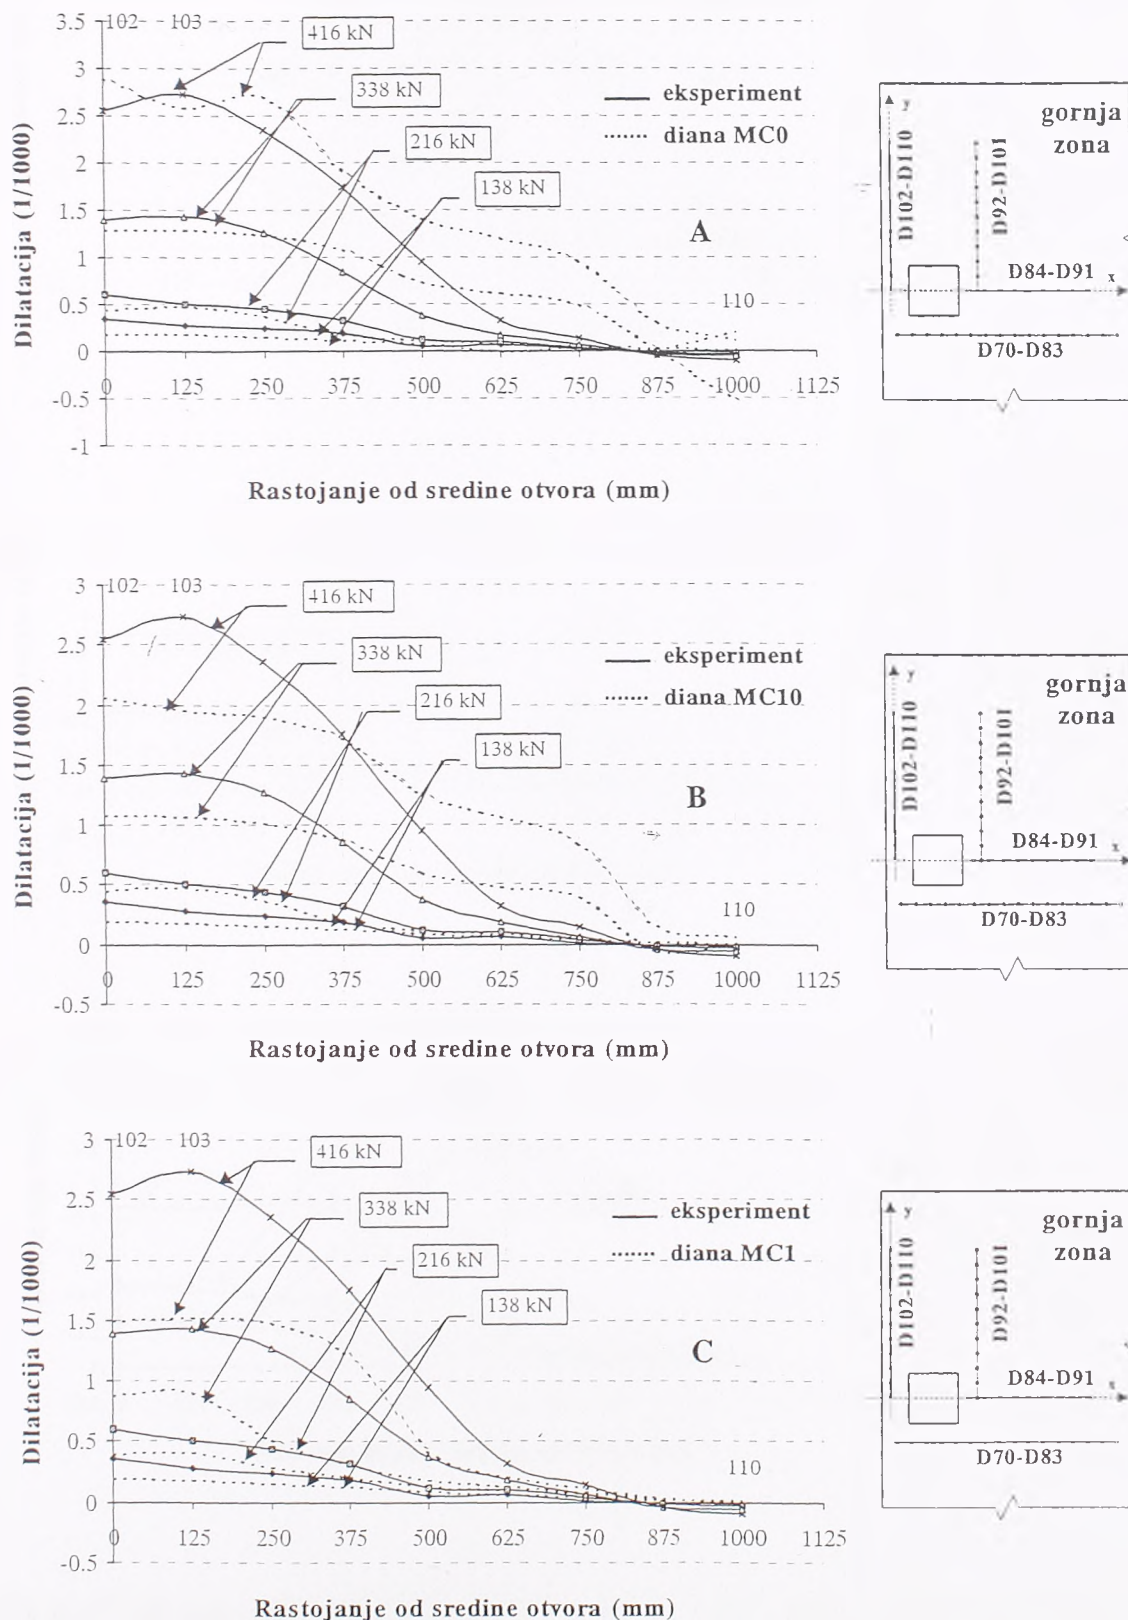 3.5
102
103
416 kN
3
338 kN
eksperiment
2.5
216 kN
diana MC0
2
138 kN
1.5
A
1
110
0.5
0
0 125 250 375 500 625 750 875 1000 1125
-0.5
-1
Dilatacija (1/1000)
Rastojanje od sredine otvora (mm)
y
gornja
zona
D102-D110
D92-D101
D84-D91
x
D70-D83
3
102
103
416 kN
2.5
338 kN
eksperiment
2
216 kN
diana MC10
1.5
138 kN
B
1
0.5
110
0
0 125 250 375 500 625 750 875 1000 1125
-0.5
Dilatacija (1/1000)
Rastojanje od sredine otvora (mm)
y
gornja
zona
D102-D110
D92-D101
D84-D91
x
D70-D83
3
102
103
416 kN
2.5
338 kN
eksperiment
2
216 kN
diana MC1
1.5
138 kN
C
1
0.5
110
0
0 125 250 375 500 625 750 875 1000 1125
-0.5
Dilatacija (1/1000)
Rastojanje od sredine otvora (mm)
y
gornja
zona
D102-D110
D92-D101
D84-D91
x
D70-D83